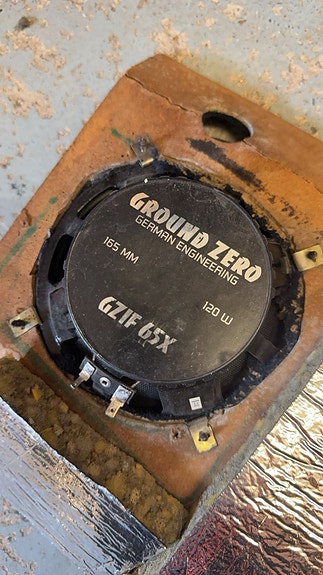 GROUND ZERO
GERMAN ENGINEERING
165 MM
120 W
GZIF 65X